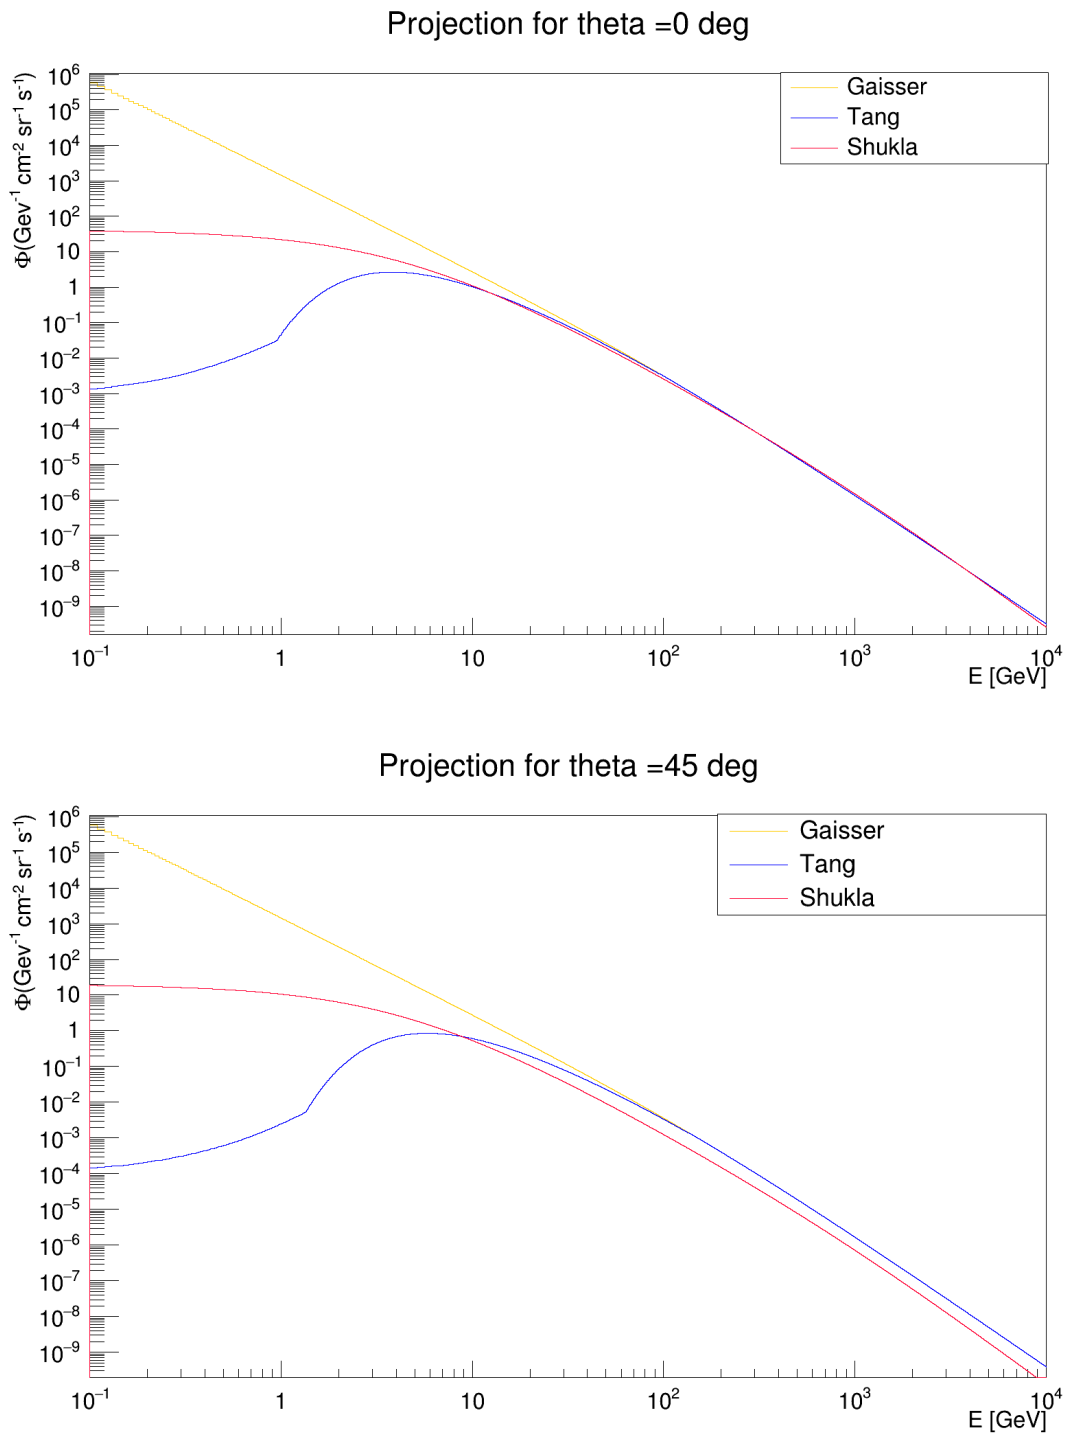 Projection for theta =0 deg
Φ(Gev⁻¹ cm⁻² sr⁻¹ s⁻¹)
Gaisser
Tang
Shukla
10⁶
10⁵
10⁴
10³
10²
10
1
10⁻¹
10⁻²
10⁻³
10⁻⁴
10⁻⁵
10⁻⁶
10⁻⁷
10⁻⁸
10⁻⁹
10⁻¹ 1 10 10² 10³ 10⁴
E [GeV]
Projection for theta =45 deg
Φ(Gev⁻¹ cm⁻² sr⁻¹ s⁻¹)
Gaisser
Tang
Shukla
10⁶
10⁵
10⁴
10³
10²
10
1
10⁻¹
10⁻²
10⁻³
10⁻⁴
10⁻⁵
10⁻⁶
10⁻⁷
10⁻⁸
10⁻⁹
10⁻¹ 1 10 10² 10³ 10⁴
E [GeV]